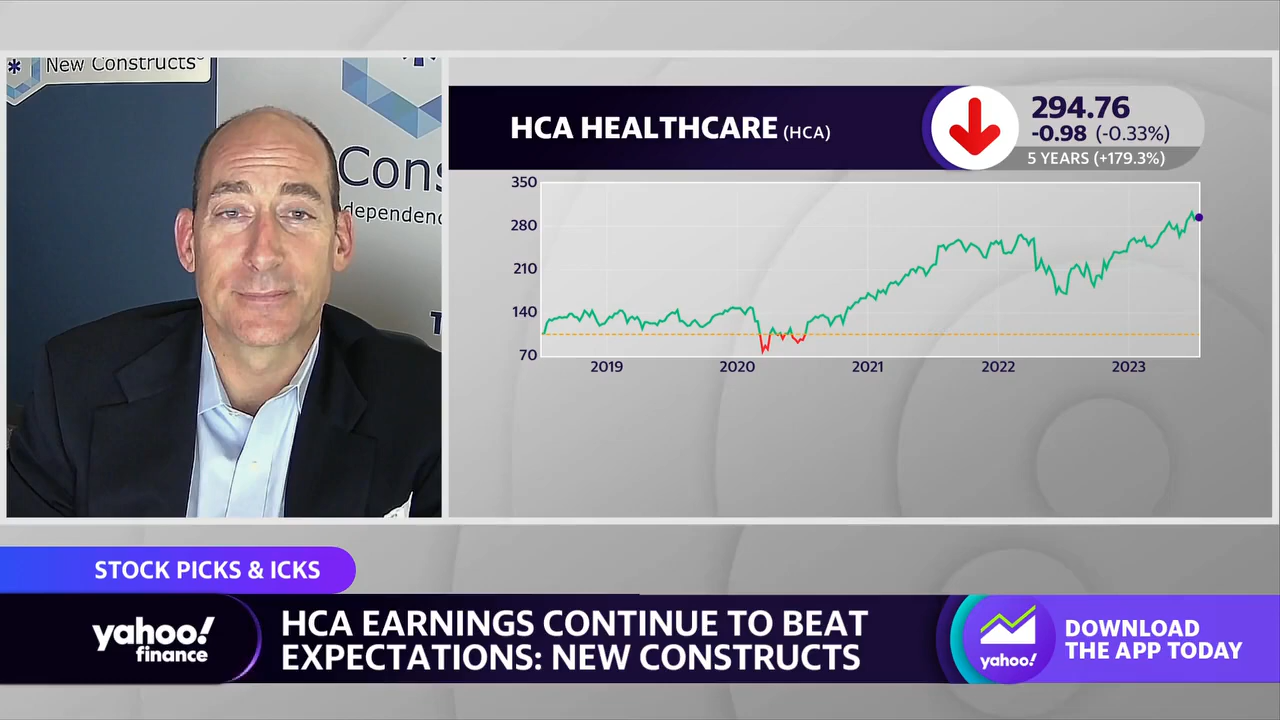 * New Constructs®
Cons
dependenc
T
HCA HEALTHCARE (HCA)
294.76
-0.98 (-0.33%)
5 YEARS (+179.3%)
350
280
210
140
70
2019 2020 2021 2022 2023
STOCK PICKS & ICKS
yahoo!
finance
HCA EARNINGS CONTINUE TO BEAT
EXPECTATIONS: NEW CONSTRUCTS
yahoo!
DOWNLOAD
THE APP TODAY